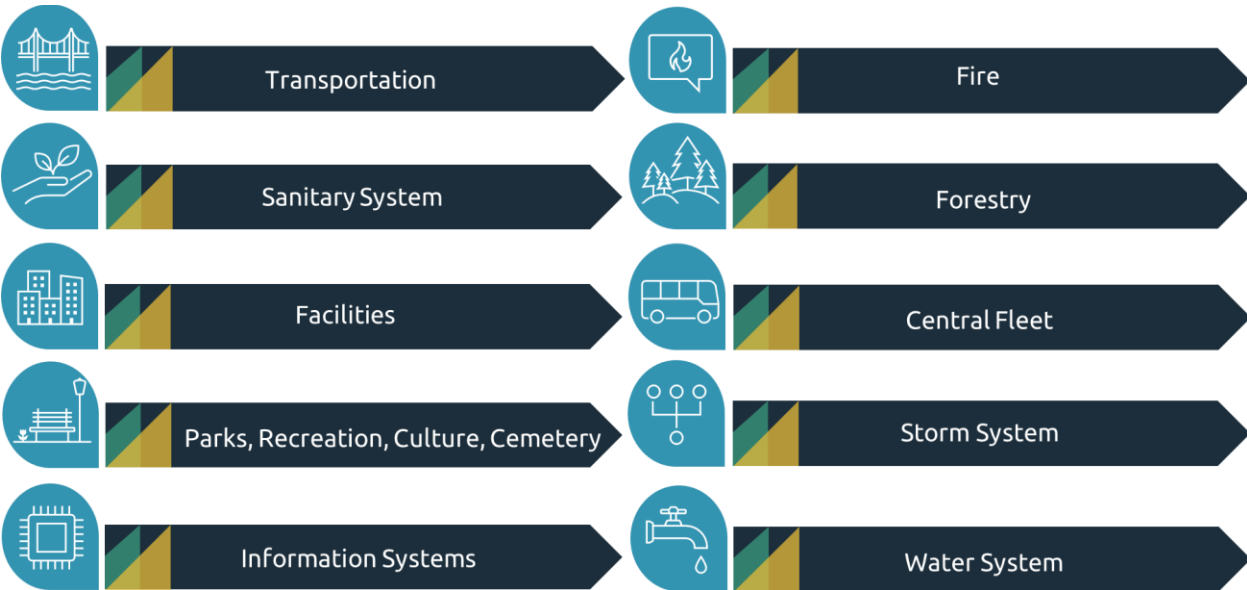 Transportation
Fire
Sanitary System
Forestry
Facilities
Central Fleet
Parks, Recreation, Culture, Cemetery
Storm System
Information Systems
Water System